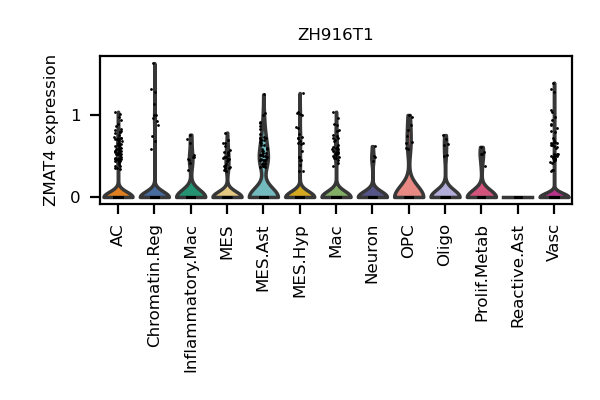 ZH916T1
ZMAT4 expression
1
0
AC
Chromatin.Reg
Inflammatory.Mac
MES
MES.Ast
MES.Hyp
Mac
Neuron
OPC
Oligo
Prolif.Metab
Reactive.Ast
Vasc